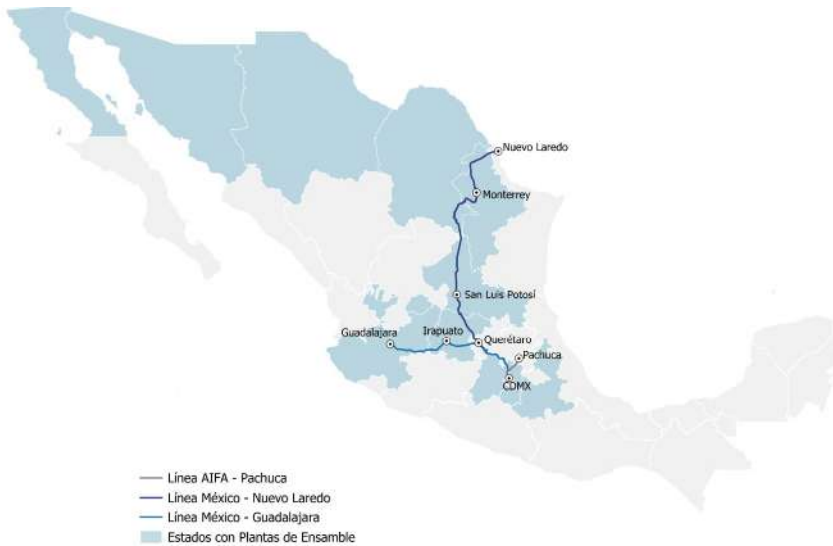 Nuevo Laredo
Monterrey
San Luis Potosí
Guadalajara
Irapuato
Querétaro
Pachuca
CDMX
Línea AIFA - Pachuca
Línea México - Nuevo Laredo
Línea México - Guadalajara
Estados con Plantas de Ensamble